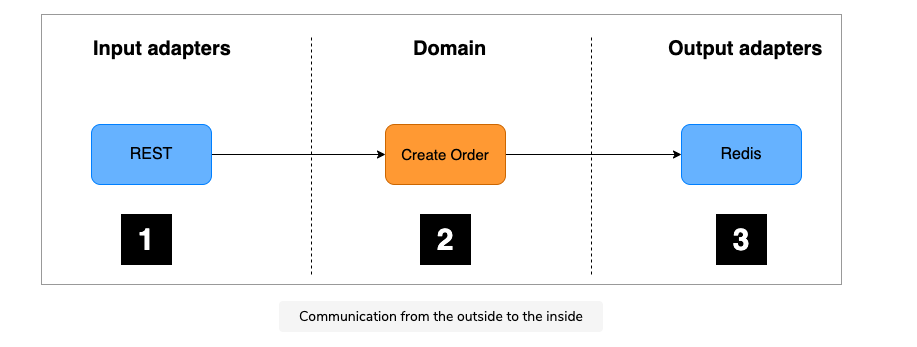 Input adapters
Domain
Output adapters
REST
Create Order
Redis
1
2
3
Communication from the outside to the inside